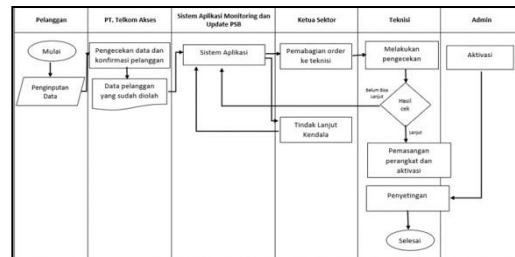 Pelanggan
PT. Telkom Akses
Sistem Aplikasi Monitoring dan
Update PSB
Ketua Sektor
Teknisi
Admin
Mulai
Penginputan
Data
Pengecekan data dan
konfirmasi pelanggan
Data pelanggan
yang sudah diolah
Sistem Aplikasi
Pemabagian order
ke teknisi
Tindak Lanjut
Kendala
Melakukan
pengecekan
Belum Bisa
Lanjut
Hasil
cek
Lanjut
Pemasangan
perangkat dan
aktivasi
Penyetingan
Selesai
Aktivasi